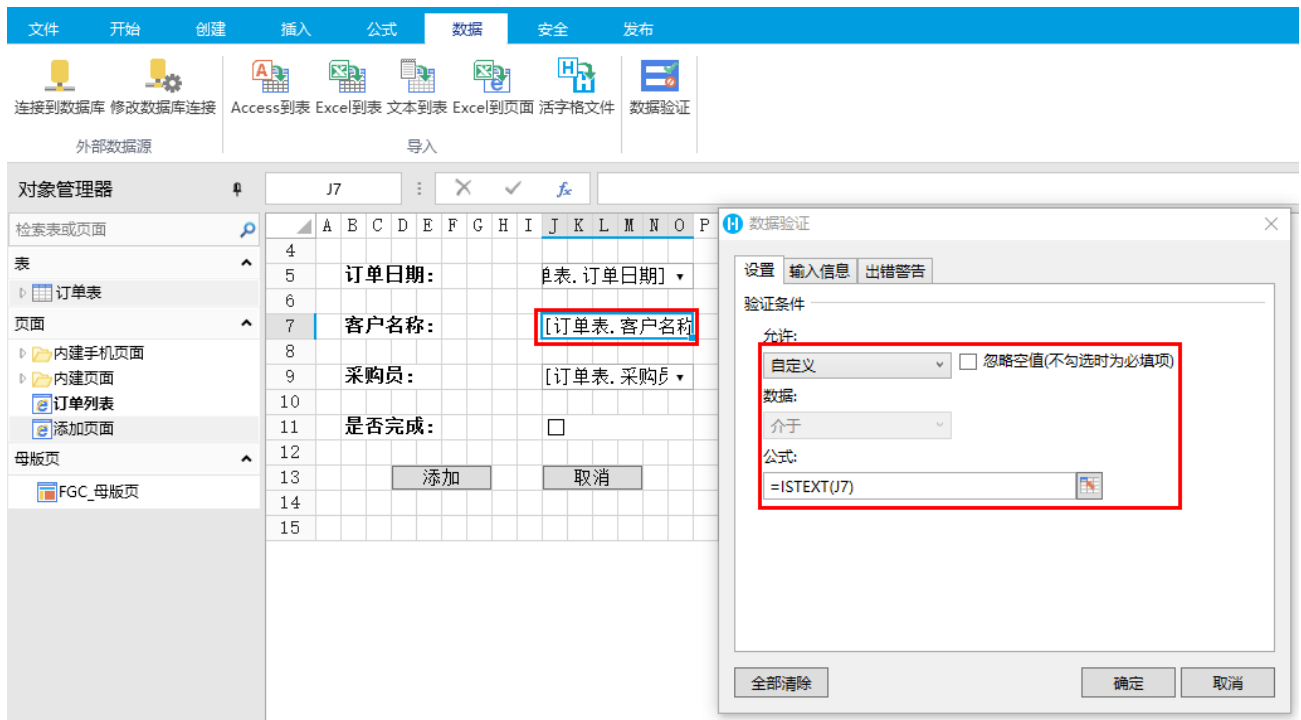 文件 开始 创建 插入 公式 数据 安全 发布
连接到数据库 修改数据库连接 Access到表 Excel到表 文本到表 Excel到页面 活字格文件 数据验证
外部数据源 导入
对象管理器 J7 fx
检索表或页面
A B C D E F G H I J K L M N O P
表
订单表
页面
内建手机页面
内建页面
订单列表
添加页面
母版页
FGC_母版页
4
5 订单日期: 单表.订单日期]
6
7 客户名称: [订单表.客户名称
8
9 采购员: [订单表.采购员
10
11 是否完成:
12
13 添加 取消
14
15
数据验证
设置 输入信息 出错警告
验证条件
允许:
自定义 忽略空值(不勾选时为必填项)
数据:
介于
公式:
=ISTEXT(J7)
全部清除 确定 取消